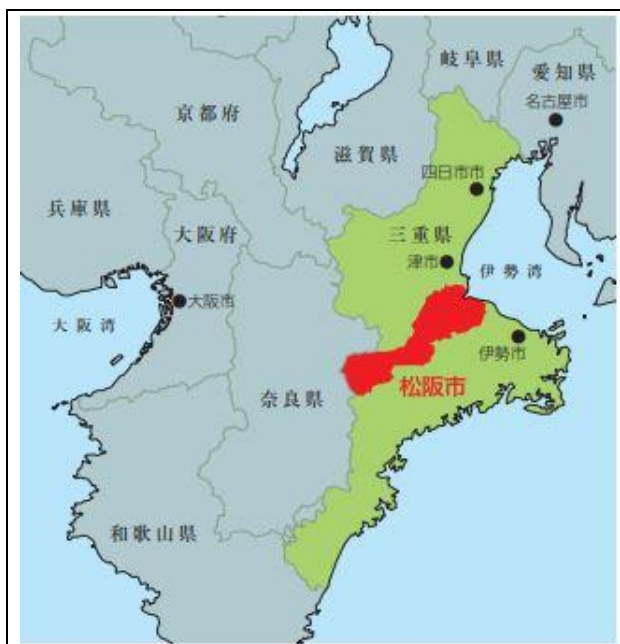 岐阜県
愛知県
名古屋市
京都府
滋賀県
四日市市
兵庫県
大阪府
三重県
津市
伊勢湾
大阪市
大阪湾
伊勢市
松阪市
奈良県
和歌山県